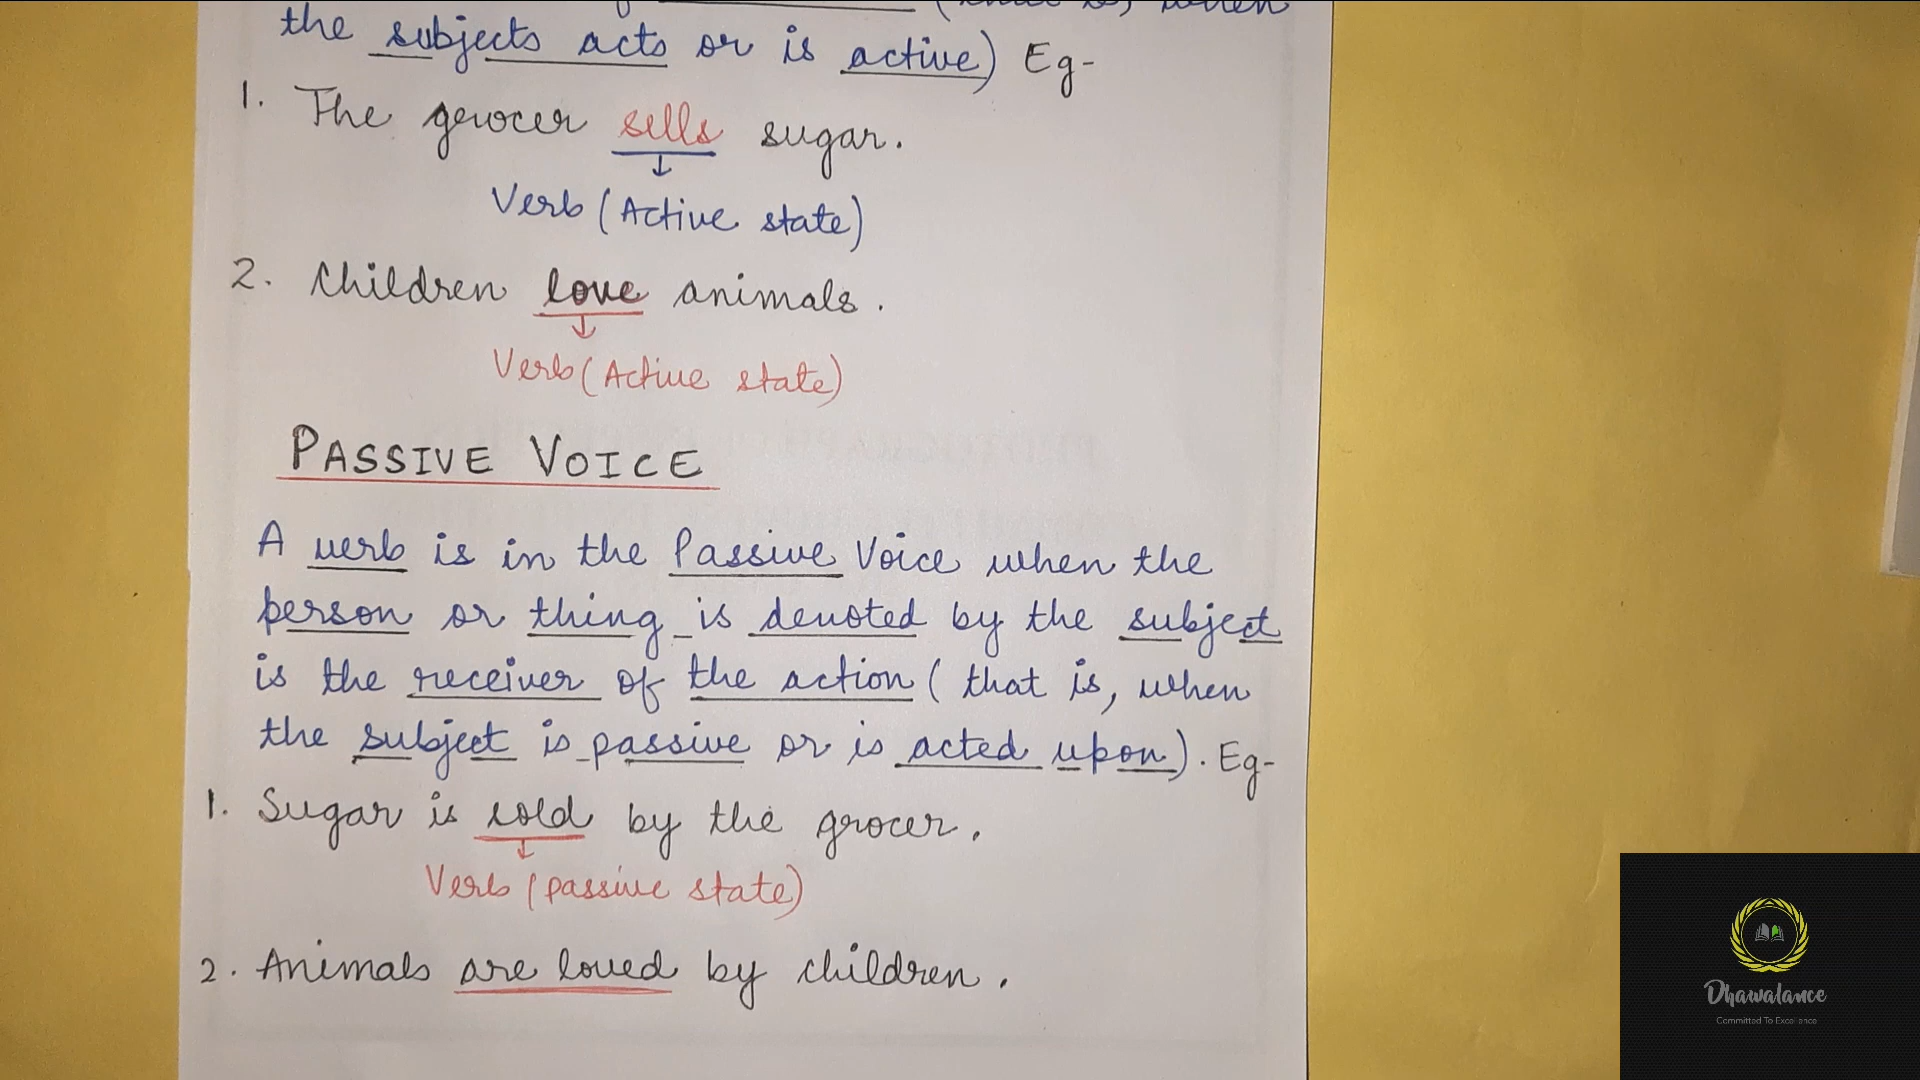 (that is, when
the subjects acts or is active) Eg-
1. The grocer sells sugar.
Verb (Active state)
2. Children love animals.
Verb (Active state)
PASSIVE VOICE
A verb is in the Passive Voice when the
person or thing is denoted by the subject
is the receiver of the action ( that is, when
the subject is passive or is acted upon). Eg-
1. Sugar is sold by the grocer.
Verb (passive state)
2. Animals are loved by children.
Dhawalance
Committed To Excellence